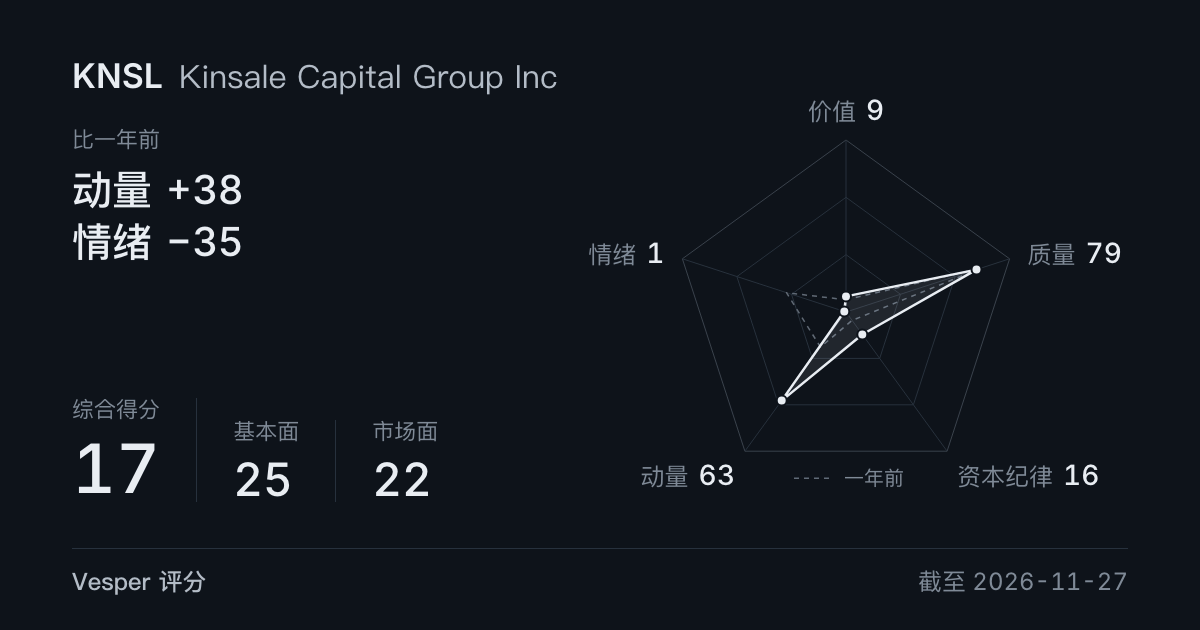 KNSL Kinsale Capital Group Inc
比一年前
动量 +38
情绪 −35
价值 9
情绪 1
质量 79
动量 63
一年前
资本纪律 16
综合得分
17
基本面
25
市场面
22
Vesper 评分
截至 2026-11-27